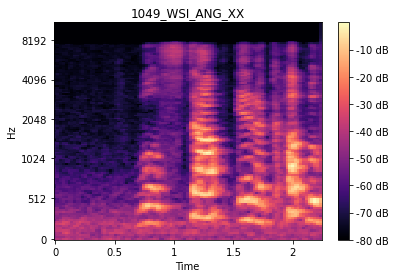 1049_WSI_ANG_XX
8192
4096
2048
1024
512
0
Hz
0
0.5
1
1.5
2
Time
-10 dB
-20 dB
-30 dB
-40 dB
-50 dB
-60 dB
-70 dB
-80 dB